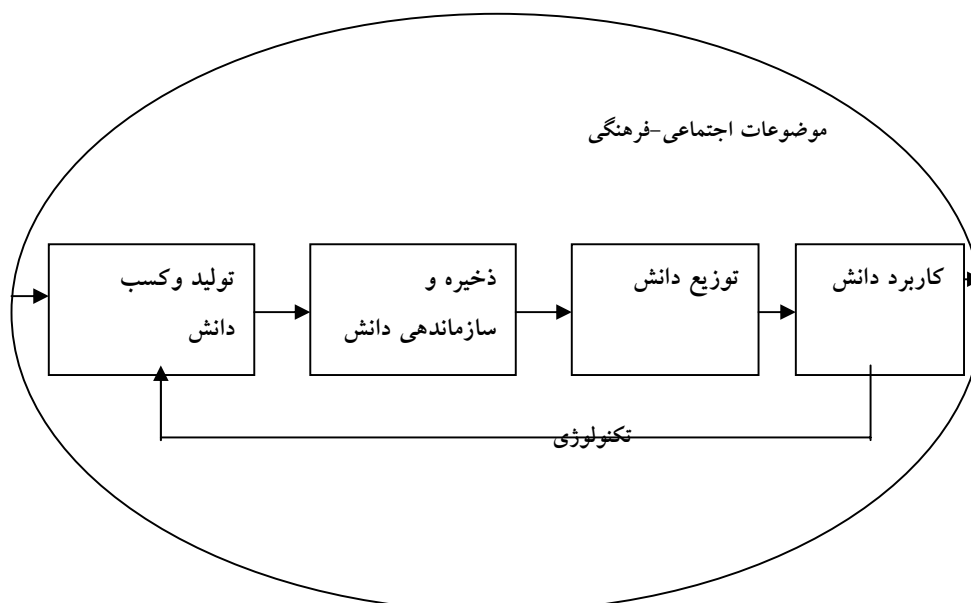 موضوعات اجتماعی-فرهنگی
تولید وکسب
دانش
ذخیره و
سازماندهی دانش
توزیع دانش
کاربرد دانش
تکنولوژی